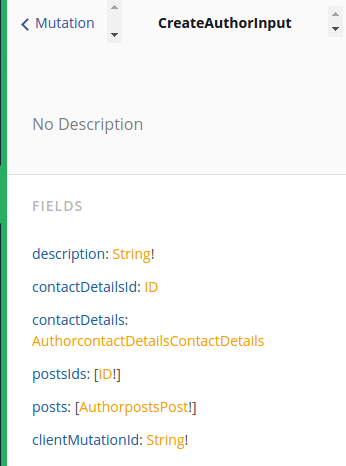 Mutation
CreateAuthorInput
No Description
FIELDS
description: String!
contactDetailsId: ID
contactDetails:
AuthorcontactDetailsContactDetails
postsIds: [ID!]
posts: [AuthorpostsPost!]
clientMutationId: String!